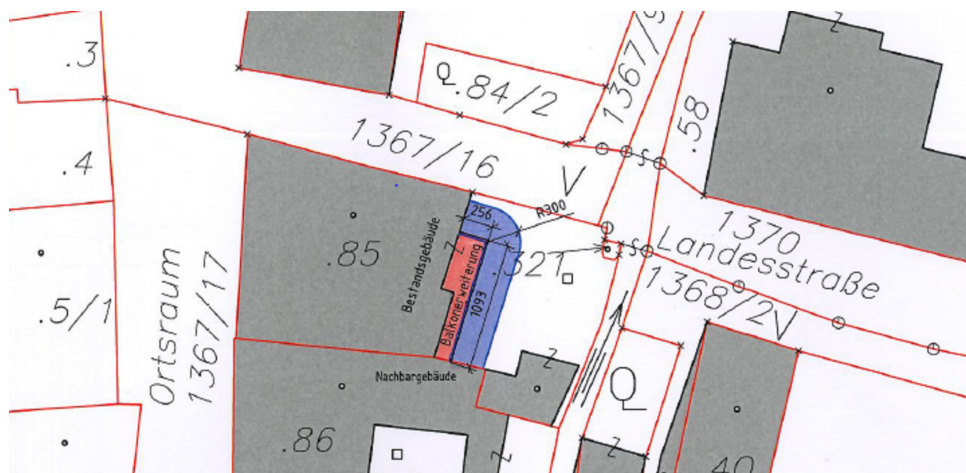 .3
Q
.84/2
1367/9
.58
1367/16
.4
V
256
R300
1370
Landesstraße
.85
Bestandsgebäude
Balkonerweiterung
1093
.321
1368/2
V
.5/1
Ortsraum
1367/17
Nachbargebäude
Q
.86
.40